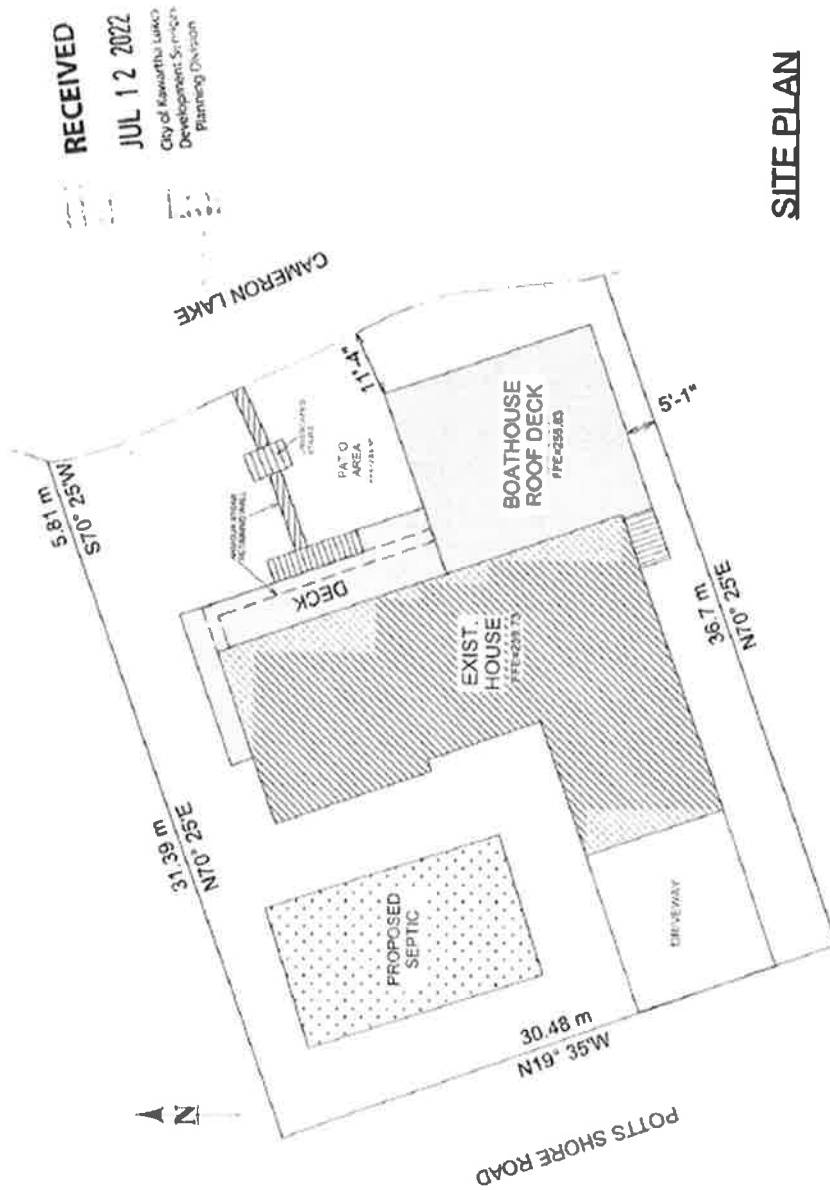 RECEIVED
JUL 12 2022
City of Kawartha Lakes
Development Services
Planning Division
CAMERON LAKE
5.81 m
S70° 25'W
11'-4"
PATIO
AREA
DECK
BOATHOUSE
ROOF DECK
5'-1"
EXIST.
HOUSE
31.39 m
N70° 25'E
36.7 m
N70° 25'E
PROPOSED
SEPTIC
DRIVEWAY
30.48 m
N19° 35'W
N
POTTS SHORE ROAD
SITE PLAN